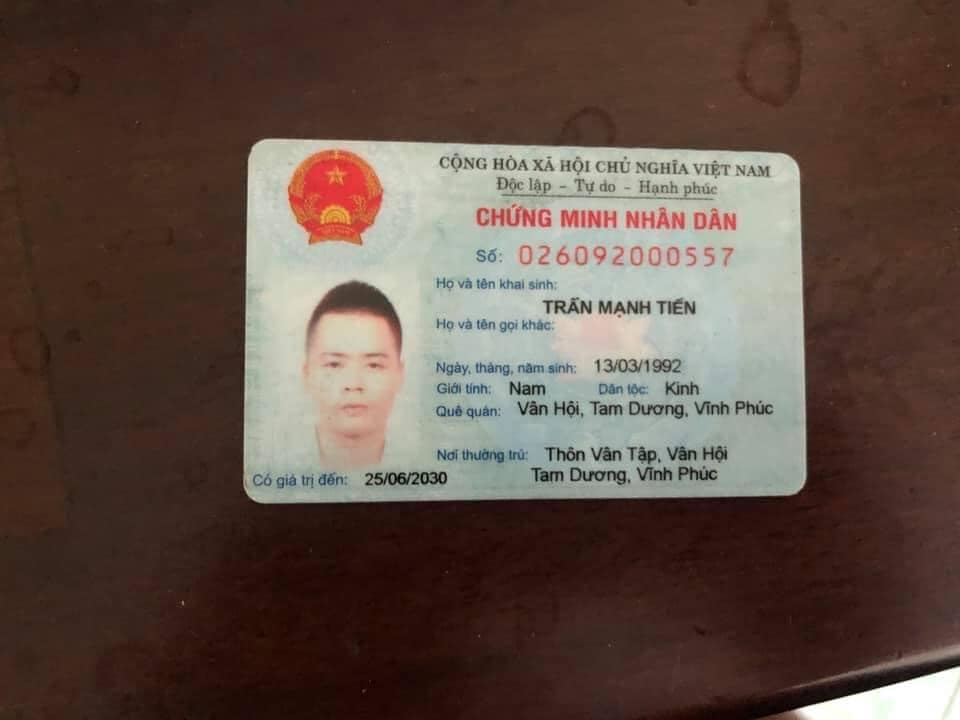 CỘNG HÒA XÃ HỘI CHỦ NGHĨA VIỆT NAM
Độc lập - Tự do - Hạnh phúc
CHỨNG MINH NHÂN DÂN
Số: 026092000557
Họ và tên khai sinh:
TRẦN MẠNH TIẾN
Họ và tên gọi khác:
Ngày, tháng, năm sinh: 13/03/1992
Giới tính: Nam Dân tộc: Kinh
Quê quán: Vân Hội, Tam Dương, Vĩnh Phúc
Nơi thường trú: Thôn Vân Tập, Vân Hội
Tam Dương, Vĩnh Phúc
Có giá trị đến: 25/06/2030